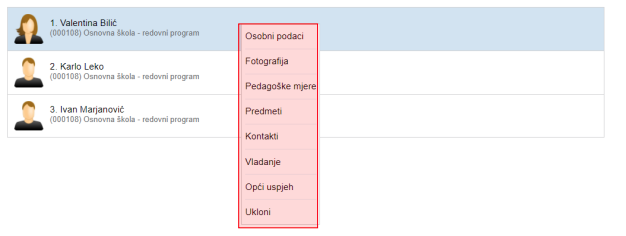 1. Valentina Bilić
(000108) Osnovna škola - redovni program
2. Karlo Leko
(000108) Osnovna škola - redovni program
3. Ivan Marjanović
(000108) Osnovna škola - redovni program
Osobni podaci
Fotografija
Pedagoške mjere
Predmeti
Kontakti
Vladanje
Opći uspjeh
Ukloni